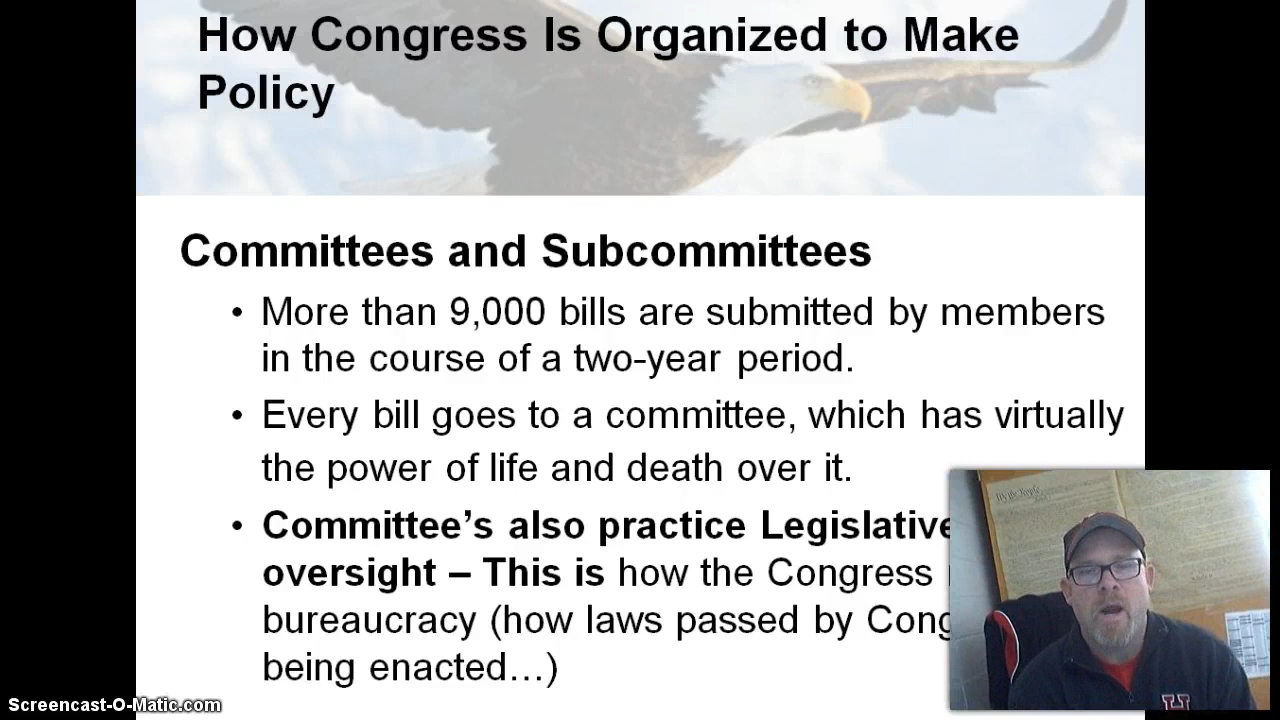 How Congress Is Organized to Make
Policy
Committees and Subcommittees
• More than 9,000 bills are submitted by members
in the course of a two-year period.
• Every bill goes to a committee, which has virtually
the power of life and death over it.
• Committee's also practice Legislative
oversight – This is how the Congress
bureaucracy (how laws passed by
being enacted…)
We the People
Screencast-O-Matic.com